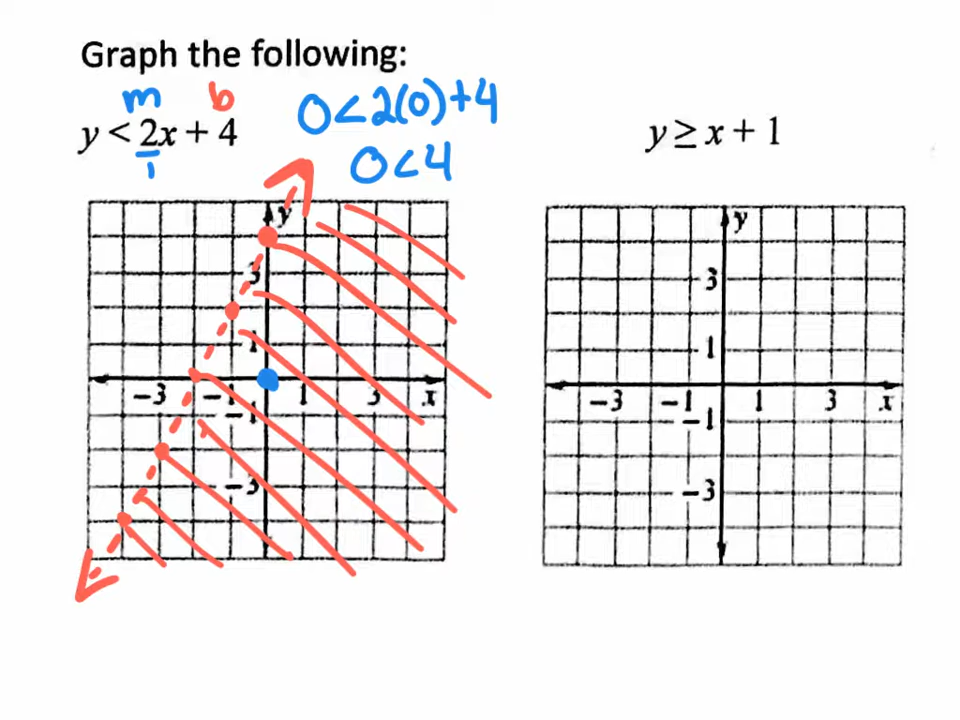 Graph the following:
m b
y < 2x + 4
1
0<2(0)+4
0<4
y ≥ x + 1
y
3
1
−3 −1 1 3 x
−1
−3
y
3
1
−3 −1 1 3 x
−1
−3